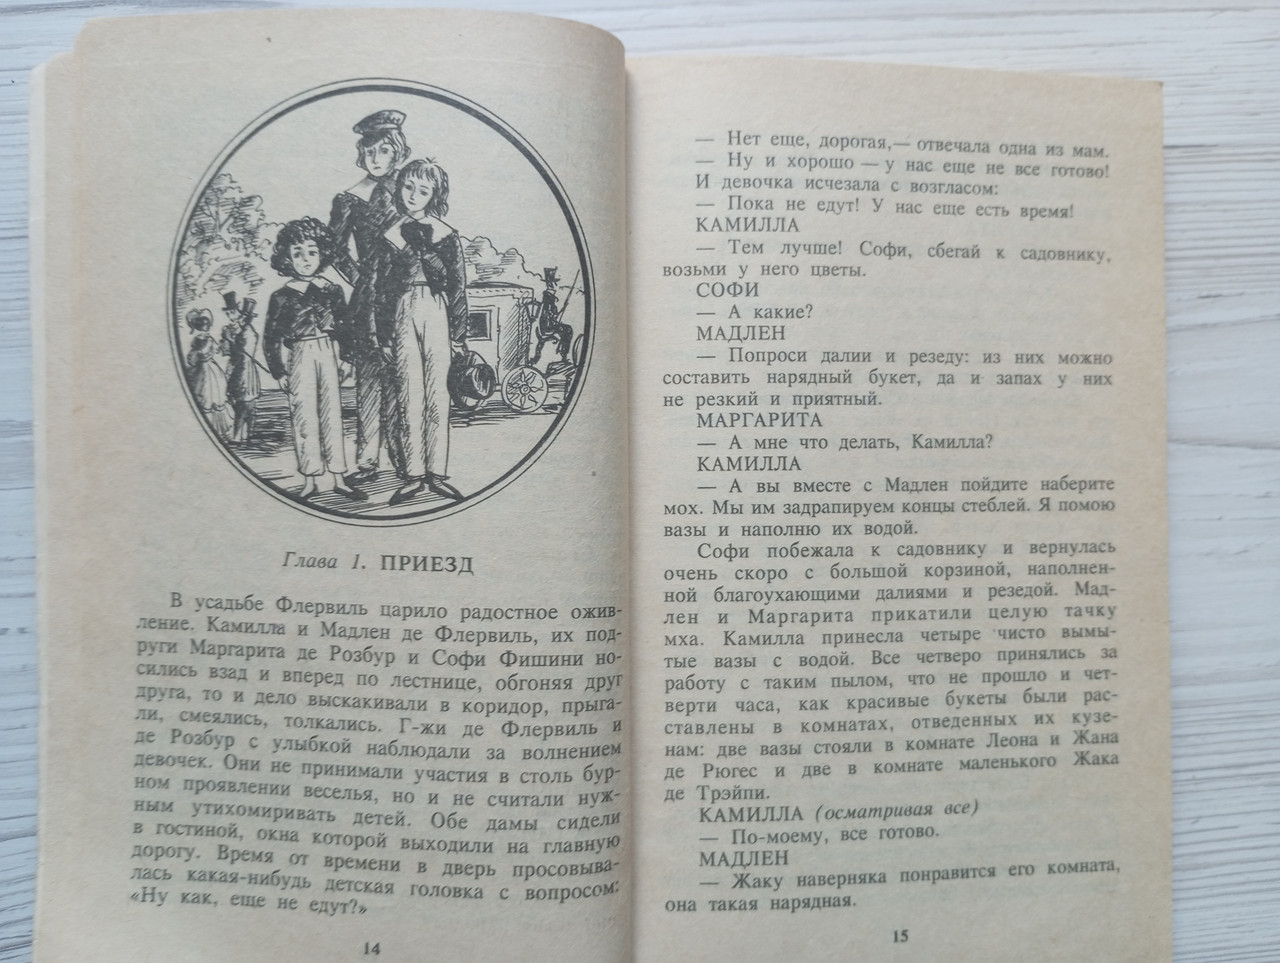 Глава 1. ПРИЕЗД
В усадьбе Флервиль царило радостное ожив-
ление. Камилла и Мадлен де Флервиль, их под-
руги Маргарита де Розбур и Софи Фишини но-
сились взад и вперед по лестнице, обгоняя друг
друга, то и дело выскакивали в коридор, прыга-
ли, смеялись, толкались. Г-жи де Флервиль и
де Розбур с улыбкой наблюдали за волнением
девочек. Они не принимали участия в столь бур-
ном проявлении веселья, но и не считали нуж-
ным утихомиривать детей. Обе дамы сидели
в гостиной, окна которой выходили на главную
дорогу. Время от времени в дверь просовыва-
лась какая-нибудь детская головка с вопросом:
«Ну как, еще не едут?»
14
— Нет еще, дорогая,— отвечала одна из мам.
— Ну и хорошо — у нас еще не все готово!
И девочка исчезала с возгласом:
— Пока не едут! У нас еще есть время!
КАМИЛЛА
— Тем лучше! Софи, сбегай к садовнику,
возьми у него цветы.
СОФИ
— А какие?
МАДЛЕН
— Попроси далии и резеду: из них можно
составить нарядный букет, да и запах у них
не резкий и приятный.
МАРГАРИТА
— А мне что делать, Камилла?
КАМИЛЛА
— А вы вместе с Мадлен пойдите наберите
мох. Мы им задрапируем концы стеблей. Я помою
вазы и наполню их водой.
Софи побежала к садовнику и вернулась
очень скоро с большой корзиной, наполнен-
ной благоухающими далиями и резедой. Мад-
лен и Маргарита прикатили целую тачку
мха. Камилла принесла четыре чисто вымы-
тые вазы с водой. Все четверо принялись за
работу с таким пылом, что не прошло и чет-
верти часа, как красивые букеты были рас-
ставлены в комнатах, отведенных их кузе-
нам: две вазы стояли в комнате Леона и Жана
де Рюгес и две в комнате маленького Жака
де Трэйпи.
КАМИЛЛА (осматривая все)
— По-моему, все готово.
МАДЛЕН
— Жаку наверняка понравится его комната,
она такая нарядная.
15